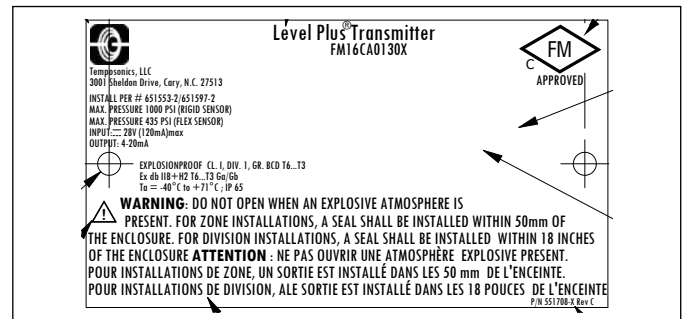 Level Plus® Transmitter
FM16CA0130X
FM
C
APPROVED
Temposonics, LLC
3001 Sheldon Drive, Cary, N.C. 27513
INSTALL PER # 651553-2/651597-2
MAX. PRESSURE 1000 PSI (RIGID SENSOR)
MAX. PRESSURE 435 PSI (FLEX SENSOR)
INPUT:⎓ 28V (120mA)max
OUTPUT: 4-20mA
EXPLOSIONPROOF CL. I, DIV. 1, GR. BCD T6...T3
Ex db IIB+H2 T6...T3 Ga/Gb
Ta = -40°C to +71°C ; IP 65
WARNING: DO NOT OPEN WHEN AN EXPLOSIVE ATMOSPHERE IS
PRESENT. FOR ZONE INSTALLATIONS, A SEAL SHALL BE INSTALLED WITHIN 50mm OF
THE ENCLOSURE. FOR DIVISION INSTALLATIONS, A SEAL SHALL BE INSTALLED WITHIN 18 INCHES
OF THE ENCLOSURE ATTENTION : NE PAS OUVRIR UNE ATMOSPHÈRE EXPLOSIVE PRESENT.
POUR INSTALLATIONS DE ZONE, UN SORTIE EST INSTALLÉ DANS LES 50 mm DE L'ENCEINTE.
POUR INSTALLATIONS DE DIVISION, ALE SORTIE EST INSTALLÉ DANS LES 18 POUCES DE L'ENCEINTE
P/N 551708-X Rev C